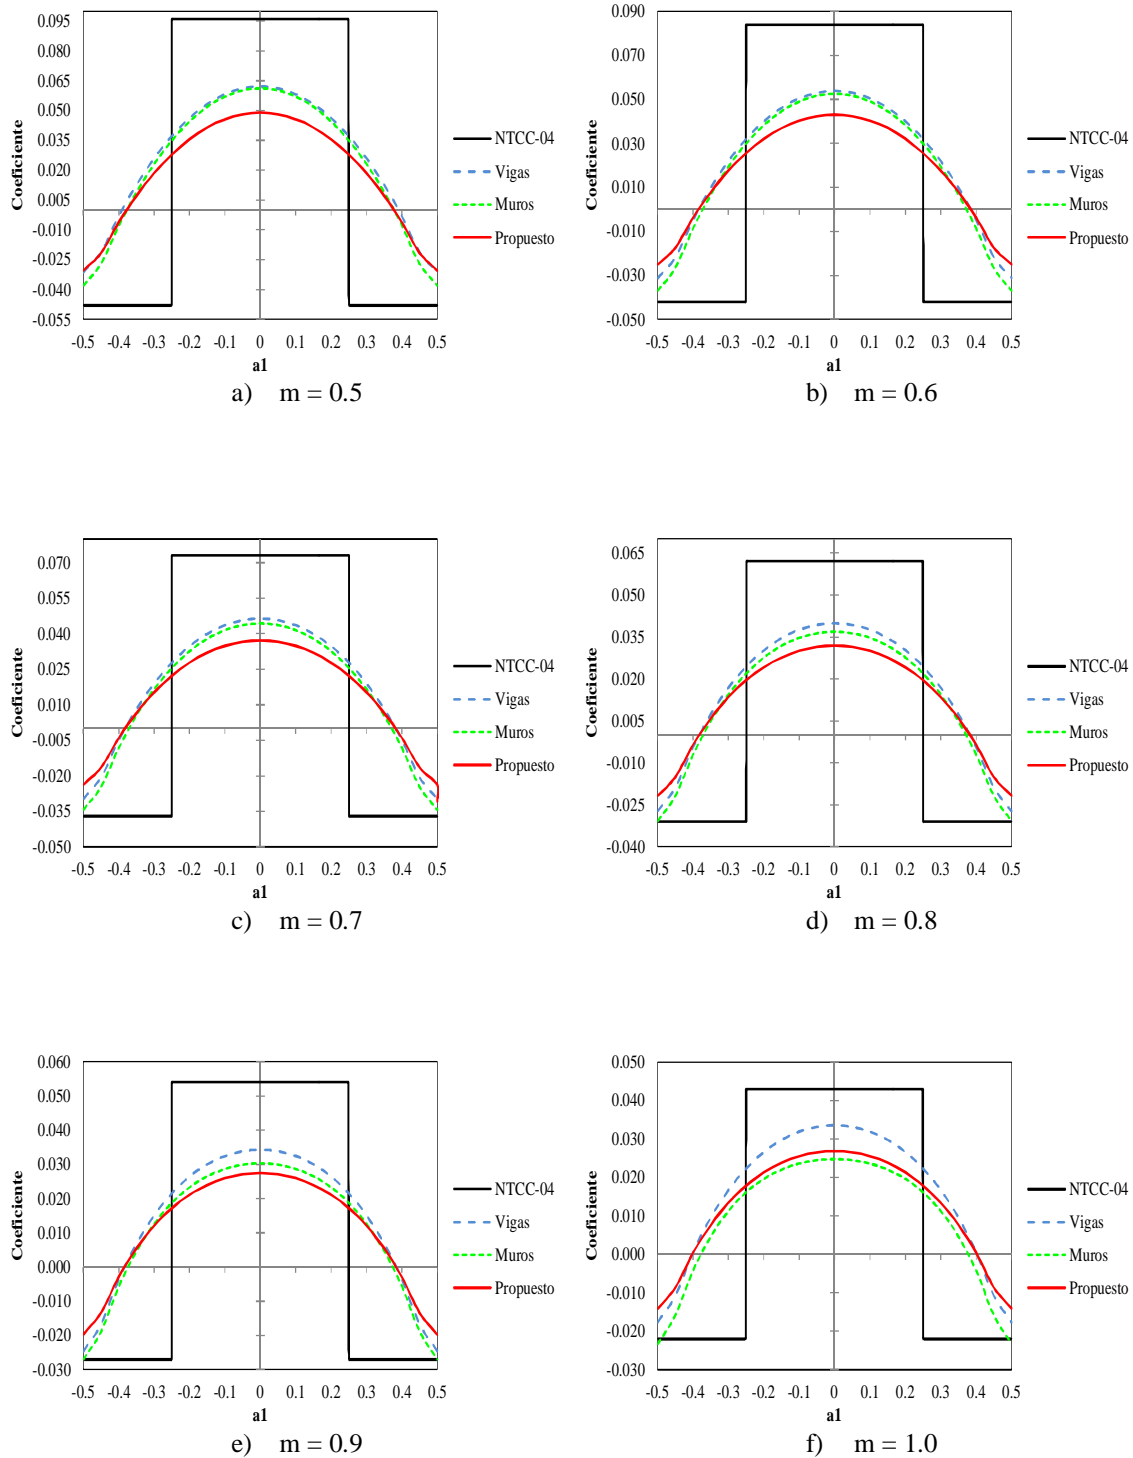 0.095
0.080
0.065
0.050
0.035
0.020
0.005
-0.010
-0.025
-0.040
-0.055
Coeficiente
-0.5 -0.4 -0.3 -0.2 -0.1 0 0.1 0.2 0.3 0.4 0.5
a1
NTCC-04
Vigas
Muros
Propuesto
a) m = 0.5
0.090
0.070
0.050
0.030
0.010
-0.010
-0.030
-0.050
Coeficiente
-0.5 -0.4 -0.3 -0.2 -0.1 0 0.1 0.2 0.3 0.4 0.5
a1
NTCC-04
Vigas
Muros
Propuesto
b) m = 0.6
0.070
0.055
0.040
0.025
0.010
-0.005
-0.020
-0.035
-0.050
Coeficiente
-0.5 -0.4 -0.3 -0.2 -0.1 0 0.1 0.2 0.3 0.4 0.5
a1
NTCC-04
Vigas
Muros
Propuesto
c) m = 0.7
0.065
0.050
0.035
0.020
0.005
-0.010
-0.025
-0.040
Coeficiente
-0.5 -0.4 -0.3 -0.2 -0.1 0 0.1 0.2 0.3 0.4 0.5
a1
NTCC-04
Vigas
Muros
Propuesto
d) m = 0.8
0.060
0.050
0.040
0.030
0.020
0.010
0.000
-0.010
-0.020
-0.030
Coeficiente
-0.5 -0.4 -0.3 -0.2 -0.1 0 0.1 0.2 0.3 0.4 0.5
a1
NTCC-04
Vigas
Muros
Propuesto
e) m = 0.9
0.050
0.040
0.030
0.020
0.010
0.000
-0.010
-0.020
-0.030
Coeficiente
-0.5 -0.4 -0.3 -0.2 -0.1 0 0.1 0.2 0.3 0.4 0.5
a1
NTCC-04
Vigas
Muros
Propuesto
f) m = 1.0